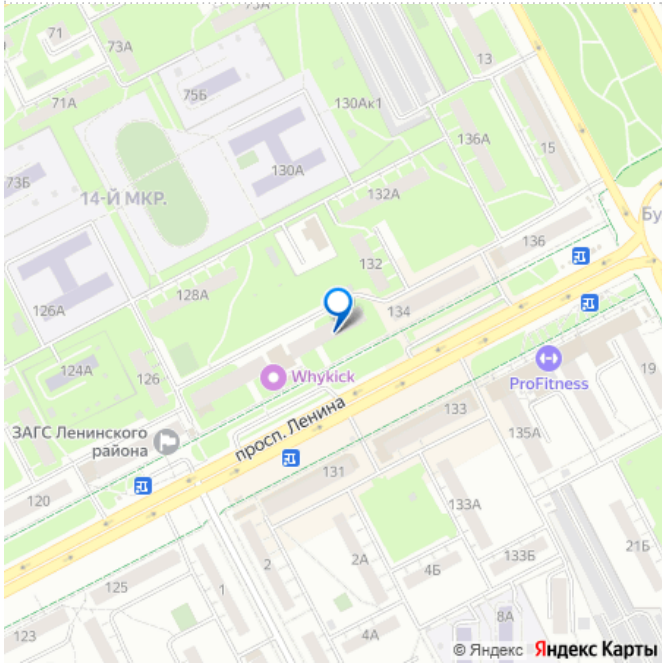 71
73А
13
71А
75Б
130Ак1
136А
15
130А
73Б
14-Й МКР.
132А
Бу
136
132
128А
126А
134
124А
126
Whykick
ProFitness
19
просп. Ленина
133
ЗАГС Ленинского
района
135А
131
120
133А
21Б
2А
133Б
2
4Б
125
1
8А
123
4А
© Яндекс Яндекс Карты